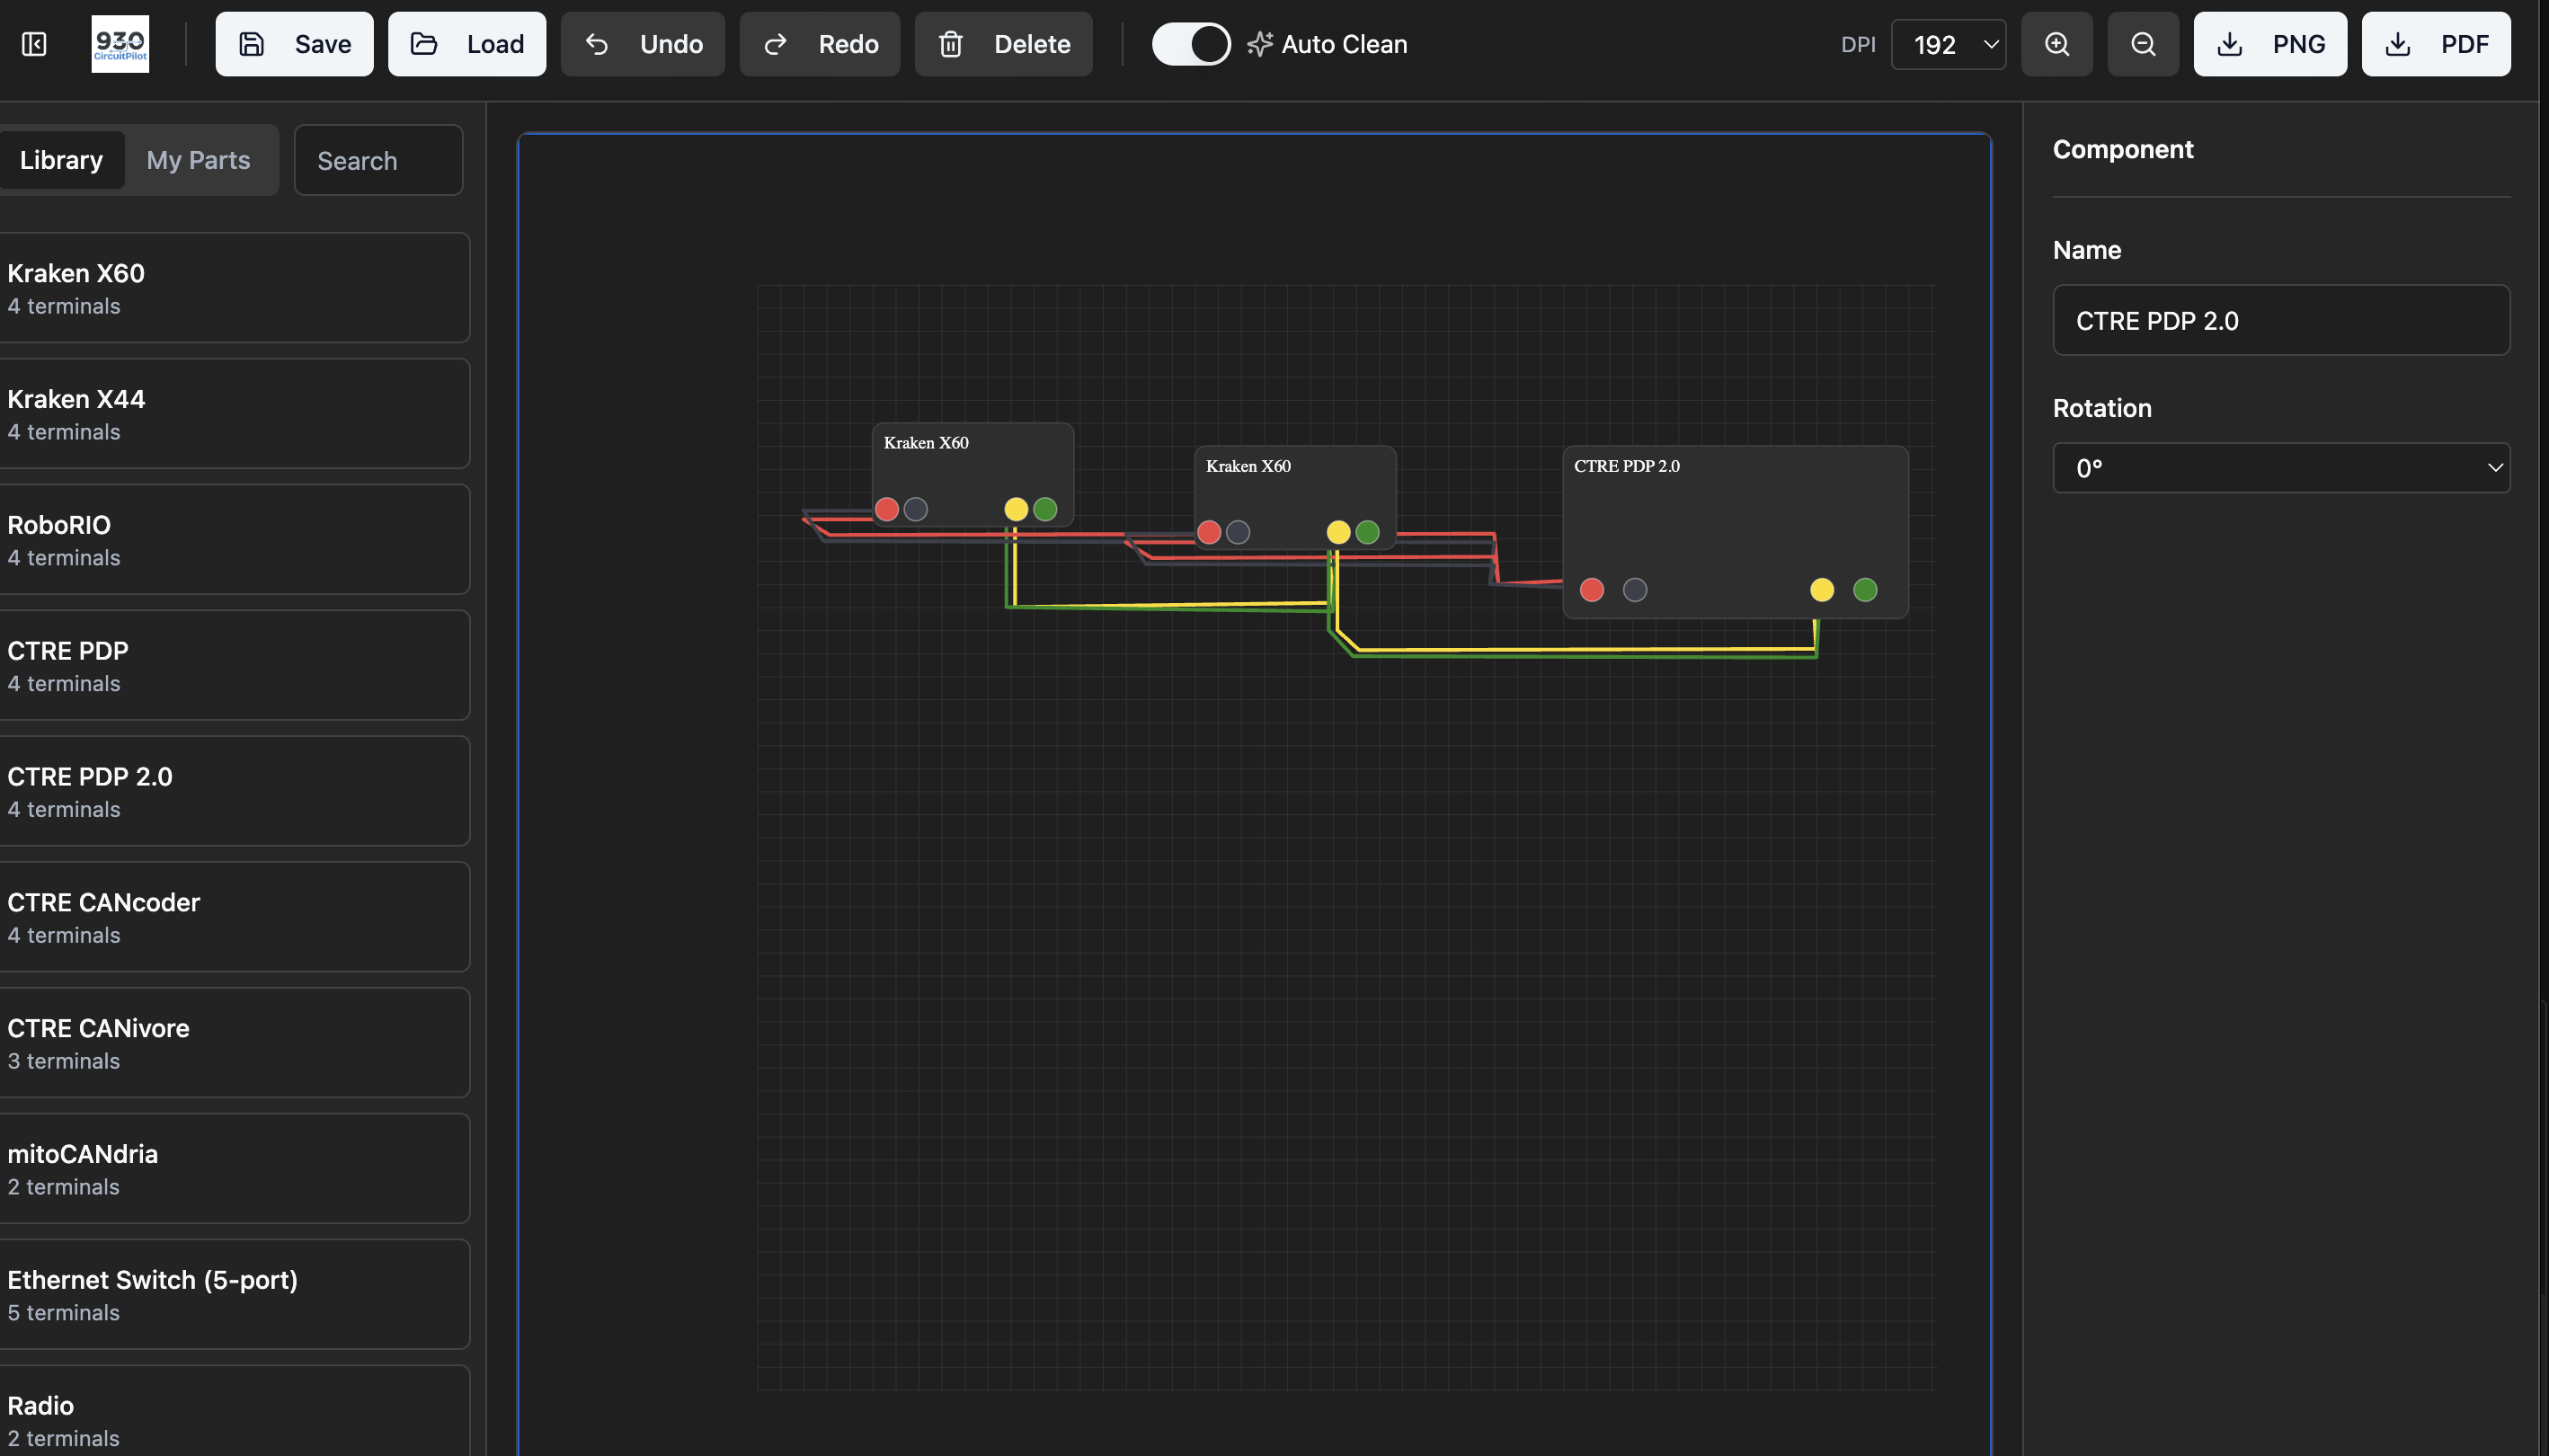 930
CircuitPilot
Save
Load
Undo
Redo
Delete
Auto Clean
DPI
192
PNG
PDF
Library
My Parts
Search
Kraken X60
4 terminals
Kraken X44
4 terminals
RoboRIO
4 terminals
CTRE PDP
4 terminals
CTRE PDP 2.0
4 terminals
CTRE CANcoder
4 terminals
CTRE CANivore
3 terminals
mitoCANdria
2 terminals
Ethernet Switch (5-port)
5 terminals
Radio
2 terminals
Kraken X60
Kraken X60
CTRE PDP 2.0
Component
Name
CTRE PDP 2.0
Rotation
0°